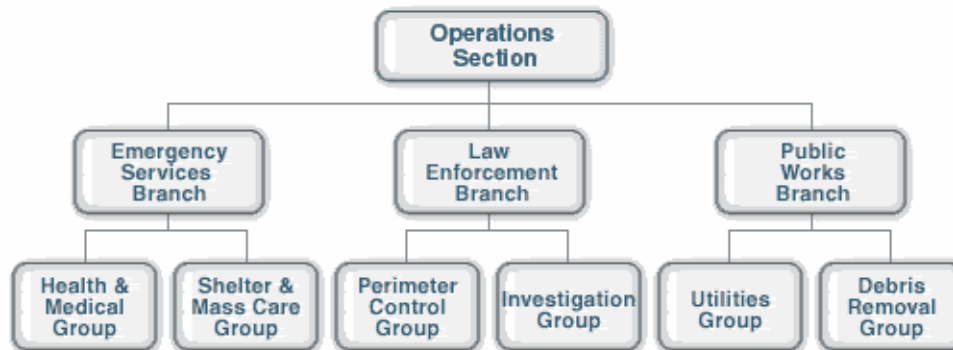 Operations
Section
Emergency
Services
Branch
Law
Enforcement
Branch
Public
Works
Branch
Health &
Medical
Group
Shelter &
Mass Care
Group
Perimeter
Control
Group
Investigation
Group
Utilities
Group
Debris
Removal
Group